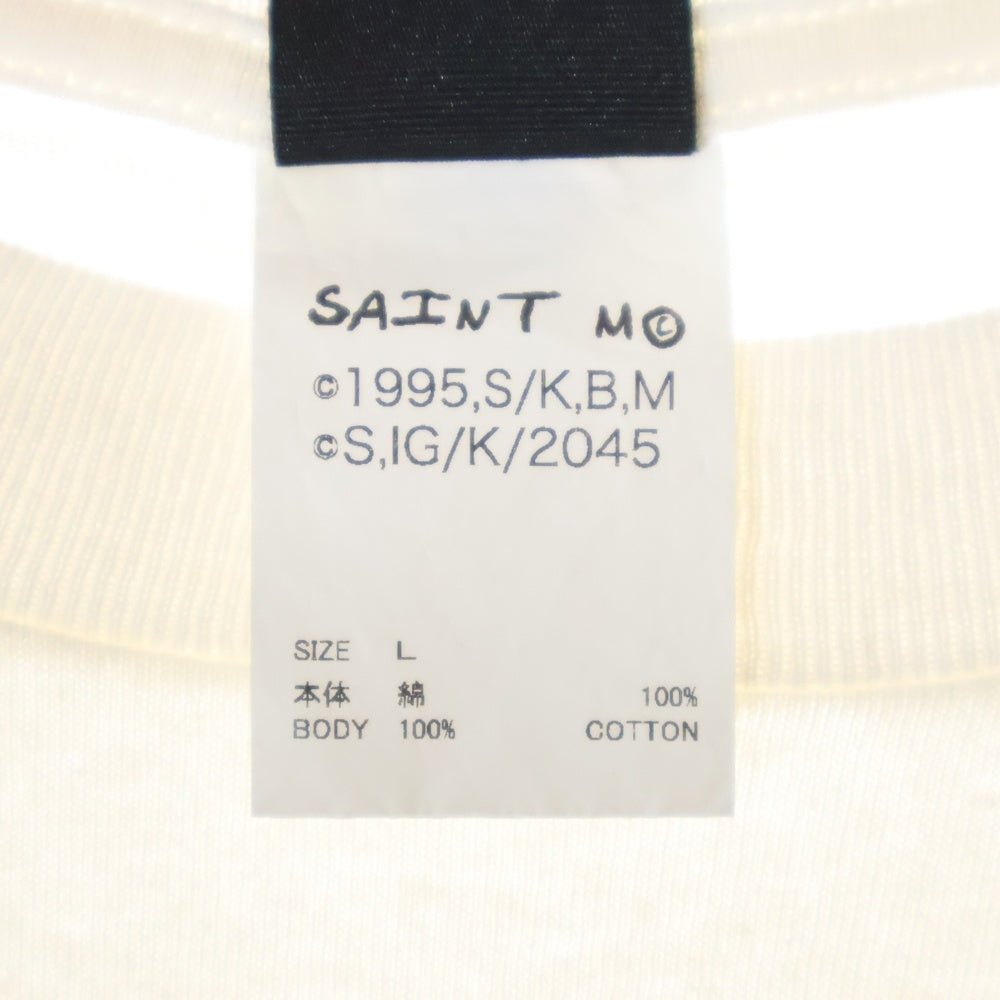 SAINT M©
©1995,S/K,B,M
©S,IG/K/2045
SIZE L
本体 綿 100%
BODY 100% COTTON